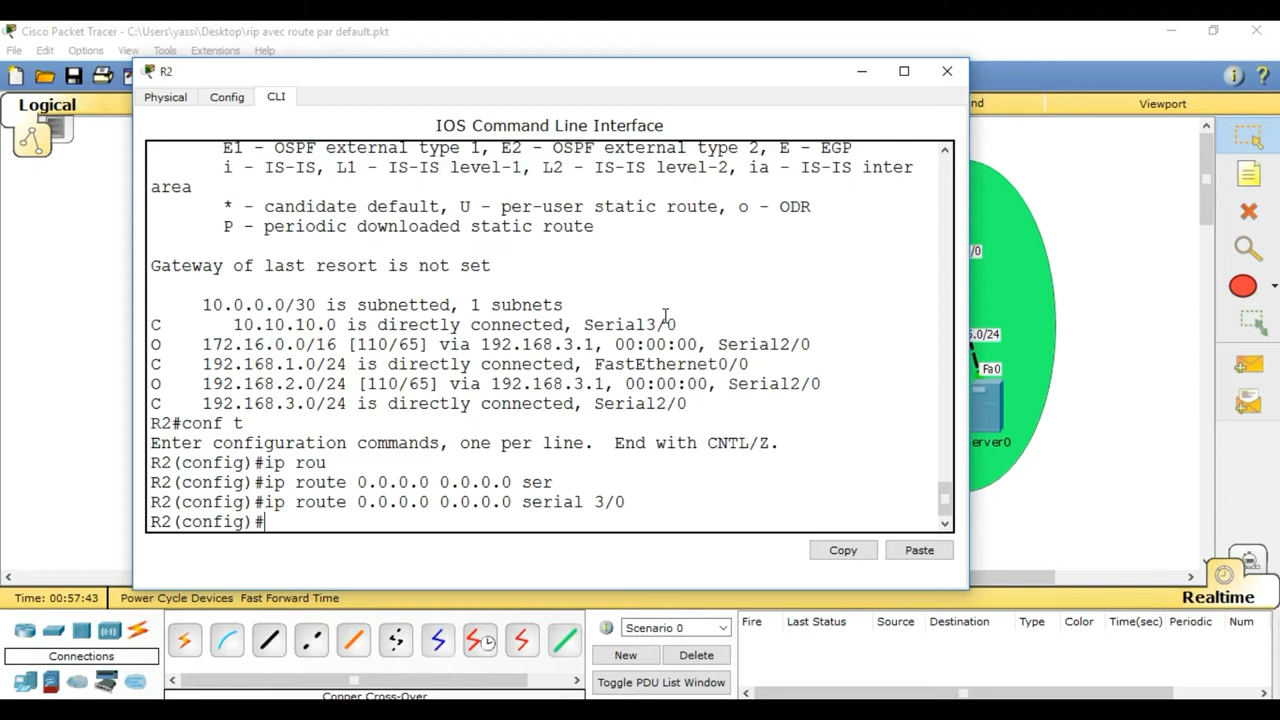 Cisco Packet Tracer - C:\Users\yassi\Desktop\rip avec route par default.pkt
File Edit Options View Tools Extensions Help
R2
Logical
nd
Viewport
Physical Config CLI
IOS Command Line Interface
E1 - OSPF external type 1, E2 - OSPF external type 2, E - EGP
i - IS-IS, L1 - IS-IS level-1, L2 - IS-IS level-2, ia - IS-IS inter
area
* - candidate default, U - per-user static route, o - ODR
P - periodic downloaded static route
Gateway of last resort is not set
10.0.0.0/30 is subnetted, 1 subnets
C 10.10.10.0 is directly connected, Serial3/0
O 172.16.0.0/16 [110/65] via 192.168.3.1, 00:00:00, Serial2/0
C 192.168.1.0/24 is directly connected, FastEthernet0/0
O 192.168.2.0/24 [110/65] via 192.168.3.1, 00:00:00, Serial2/0
C 192.168.3.0/24 is directly connected, Serial2/0
R2#conf t
Enter configuration commands, one per line. End with CNTL/Z.
R2(config)#ip rou
R2(config)#ip route 0.0.0.0 0.0.0.0 ser
R2(config)#ip route 0.0.0.0 0.0.0.0 serial 3/0
R2(config)#
/0
5.0/24
Fa0
erver0
Copy Paste
Time: 00:57:43 Power Cycle Devices Fast Forward Time
Realtime
Scenario 0
New Delete
Toggle PDU List Window
Fire Last Status Source Destination Type Color Time(sec) Periodic Num
Connections
Copper Cross-Over